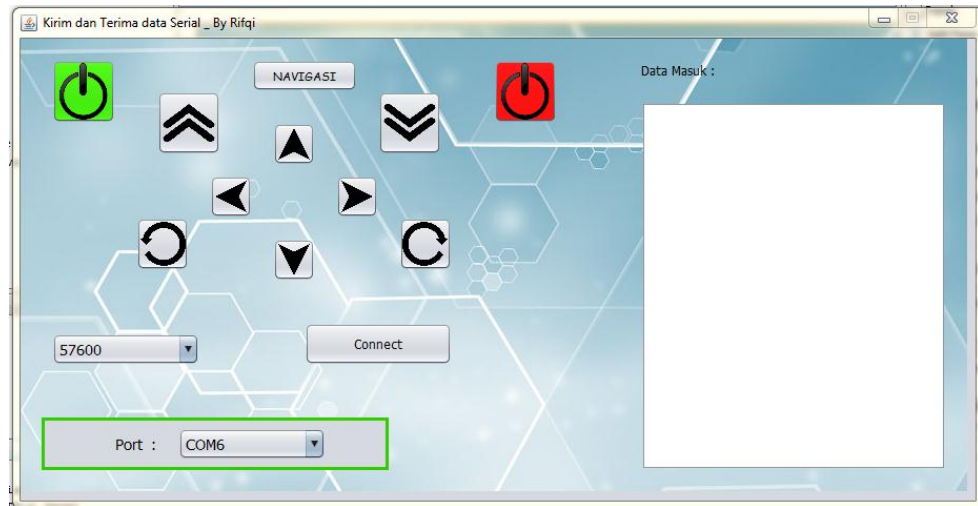 Kirim dan Terima data Serial _ By Rifqi
NAVIGASI
Data Masuk :
57600
Connect
Port :
COM6